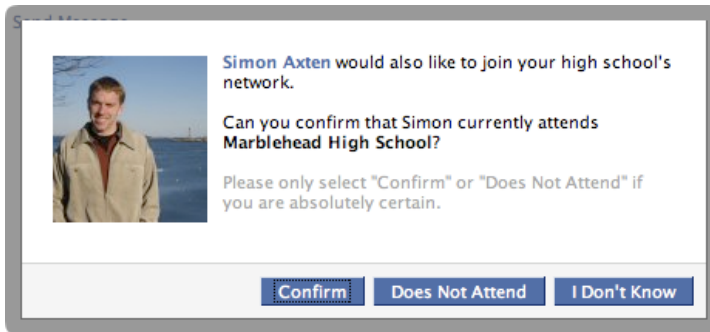 Send Message
Simon Axten would also like to join your high school's
network.
Can you confirm that Simon currently attends
Marblehead High School?
Please only select "Confirm" or "Does Not Attend" if
you are absolutely certain.
Confirm
Does Not Attend
I Don't Know